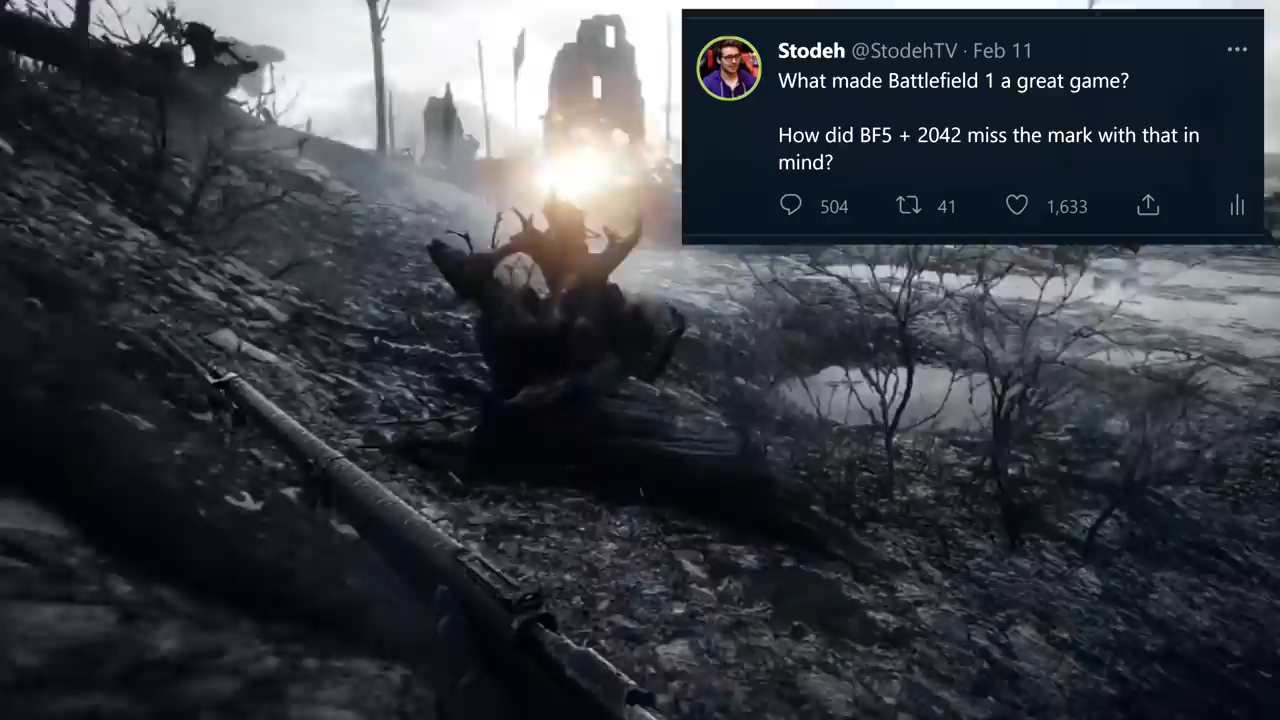 Stodeh @StodehTV · Feb 11
What made Battlefield 1 a great game?
How did BF5 + 2042 miss the mark with that in
mind?
504 41 1,633